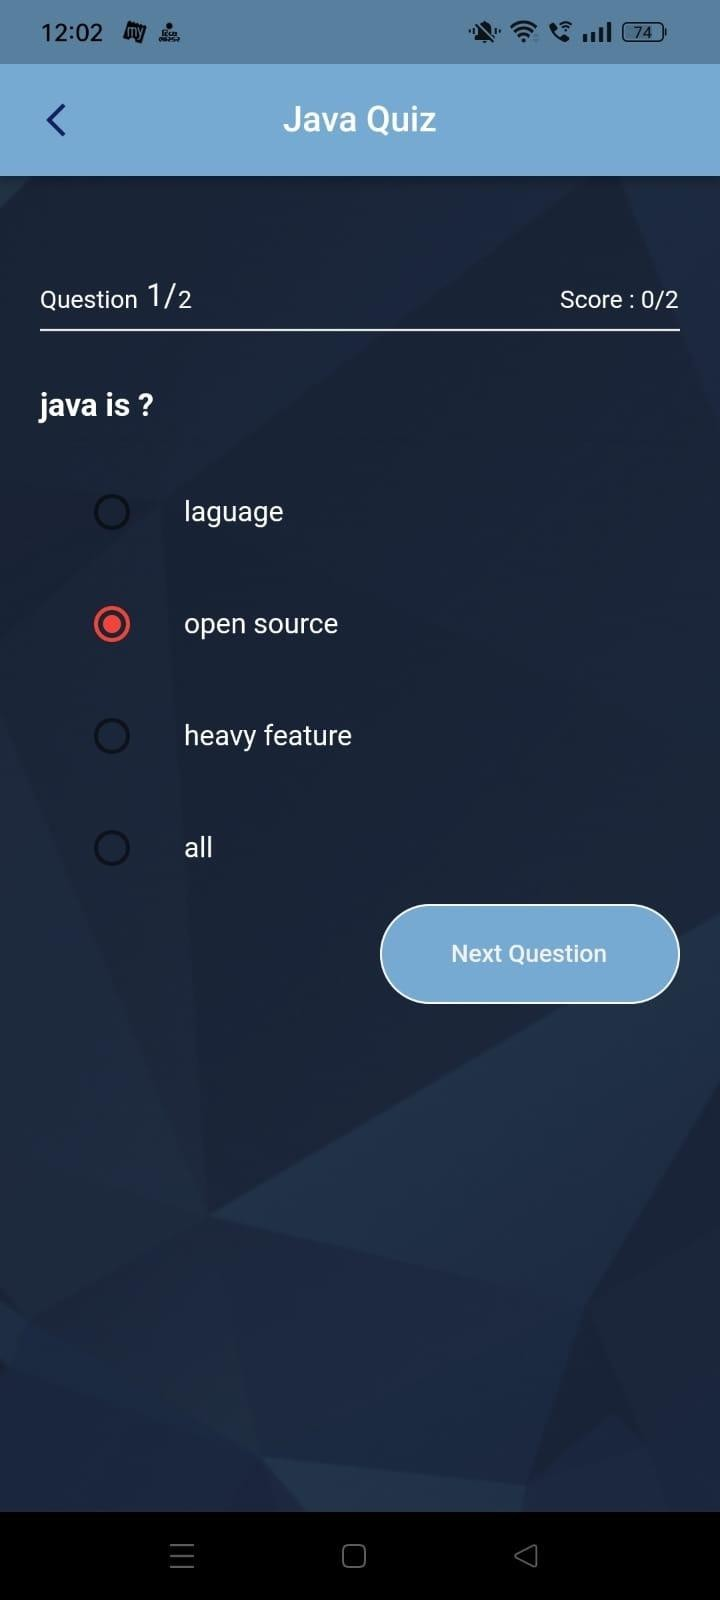 12:02 my 74
Java Quiz
Question 1/2 Score : 0/2
java is ?
laguage
open source
heavy feature
all
Next Question